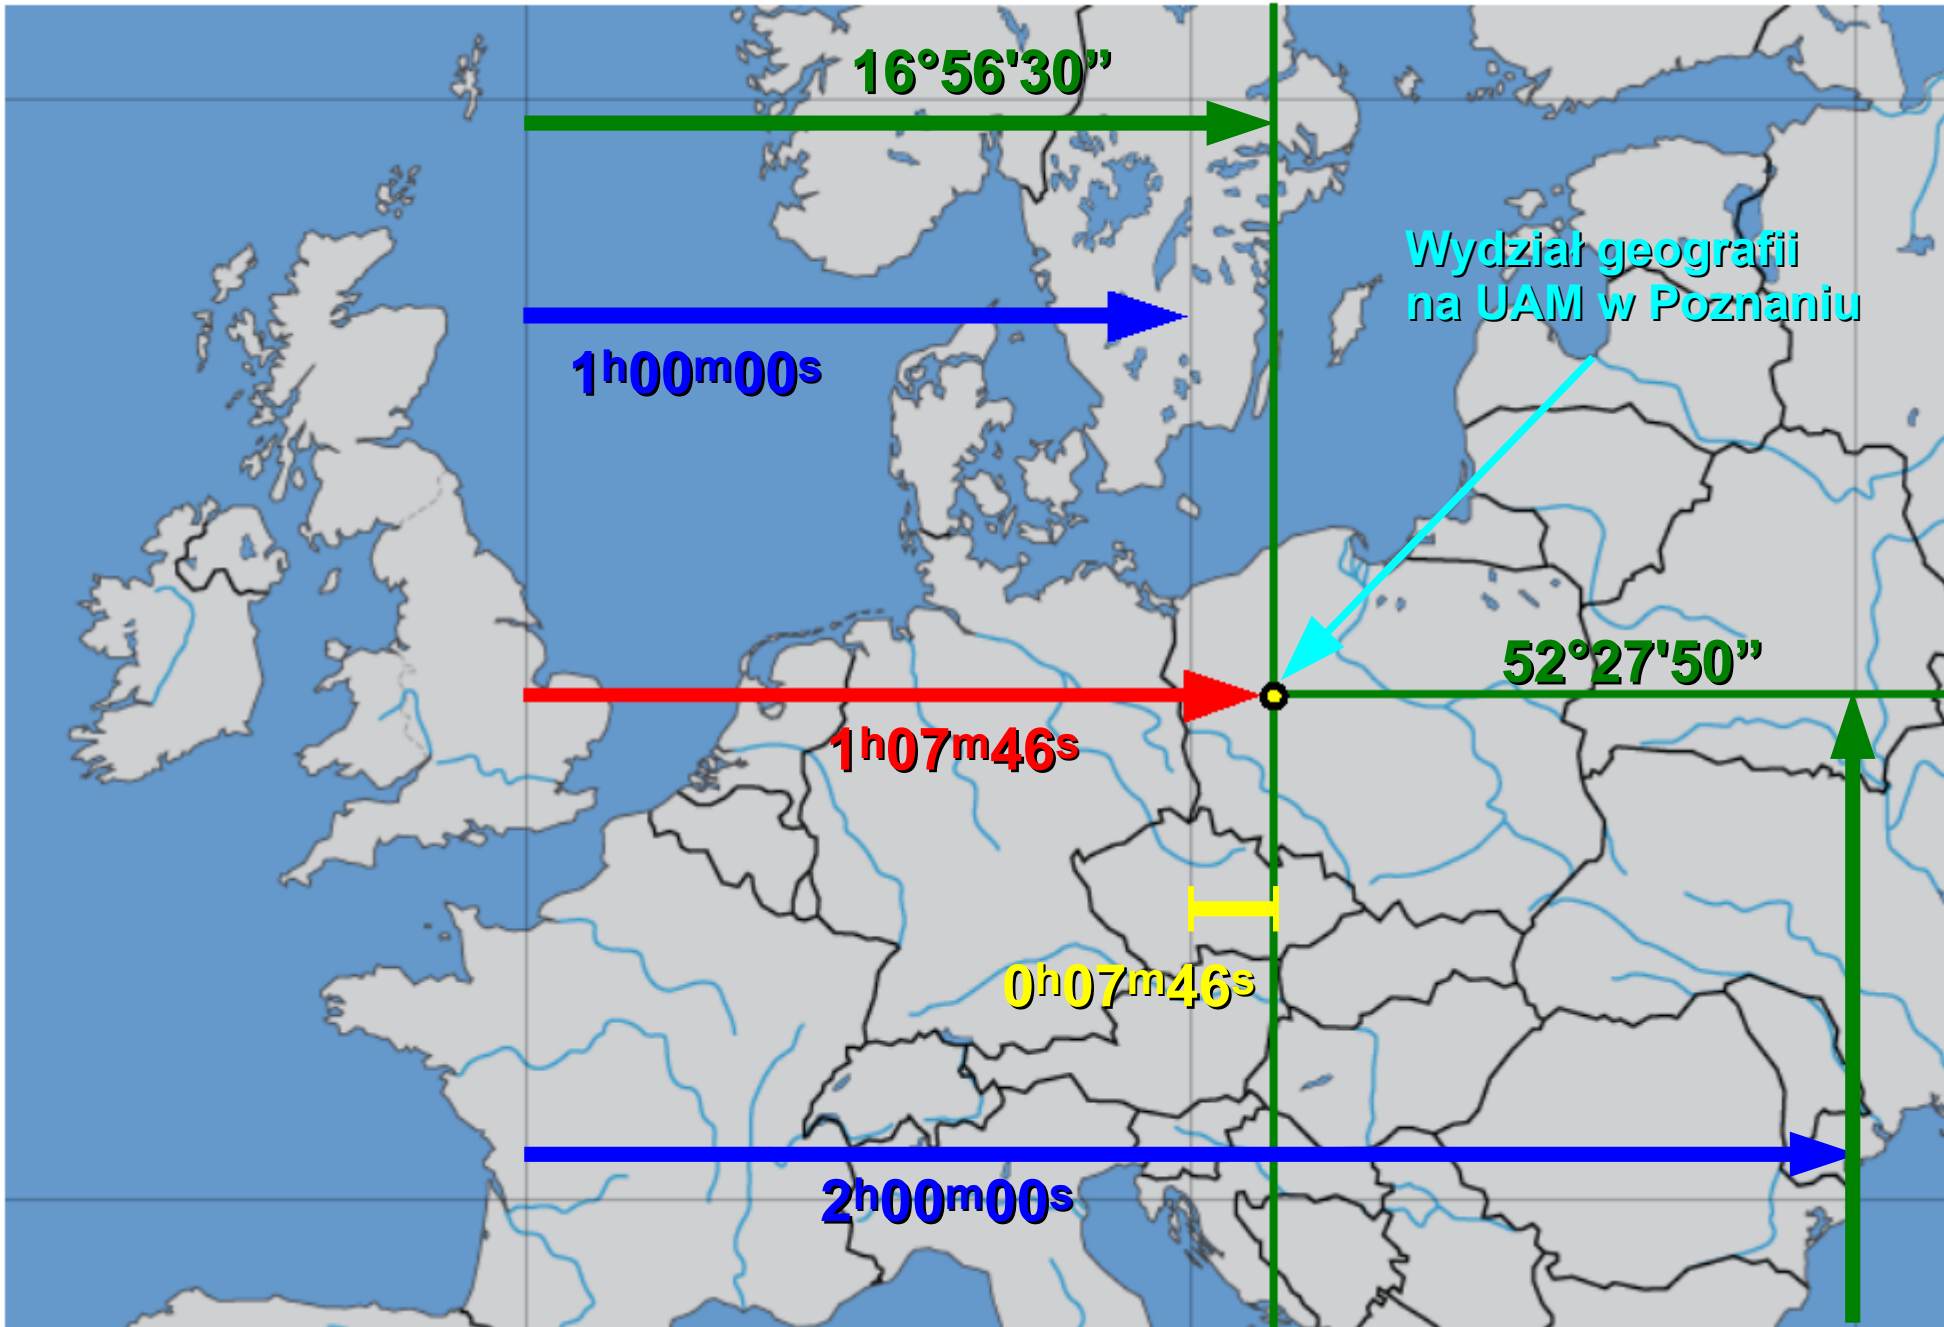 16°56'30”
Wydział geografii
na UAM w Poznaniu
1h00m00s
52°27'50”
1h07m46s
0h07m46s
2h00m00s